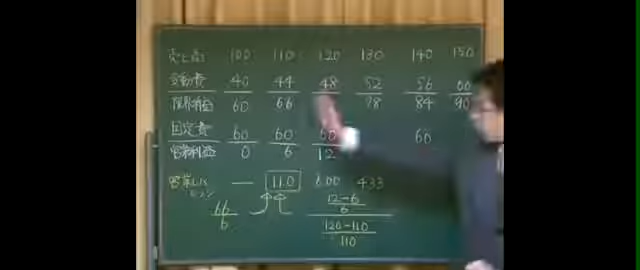 売上高 100 110 120 130 140 150
変動費 40 44 48 52 56 60
限界利益 60 66 78 84 90
固定費 60 60 60 60
営業利益 0 6 12
営業レバ — 11.0 6.00 4.33
レッジ
66/6 (12-6)/6
(120-110)/110